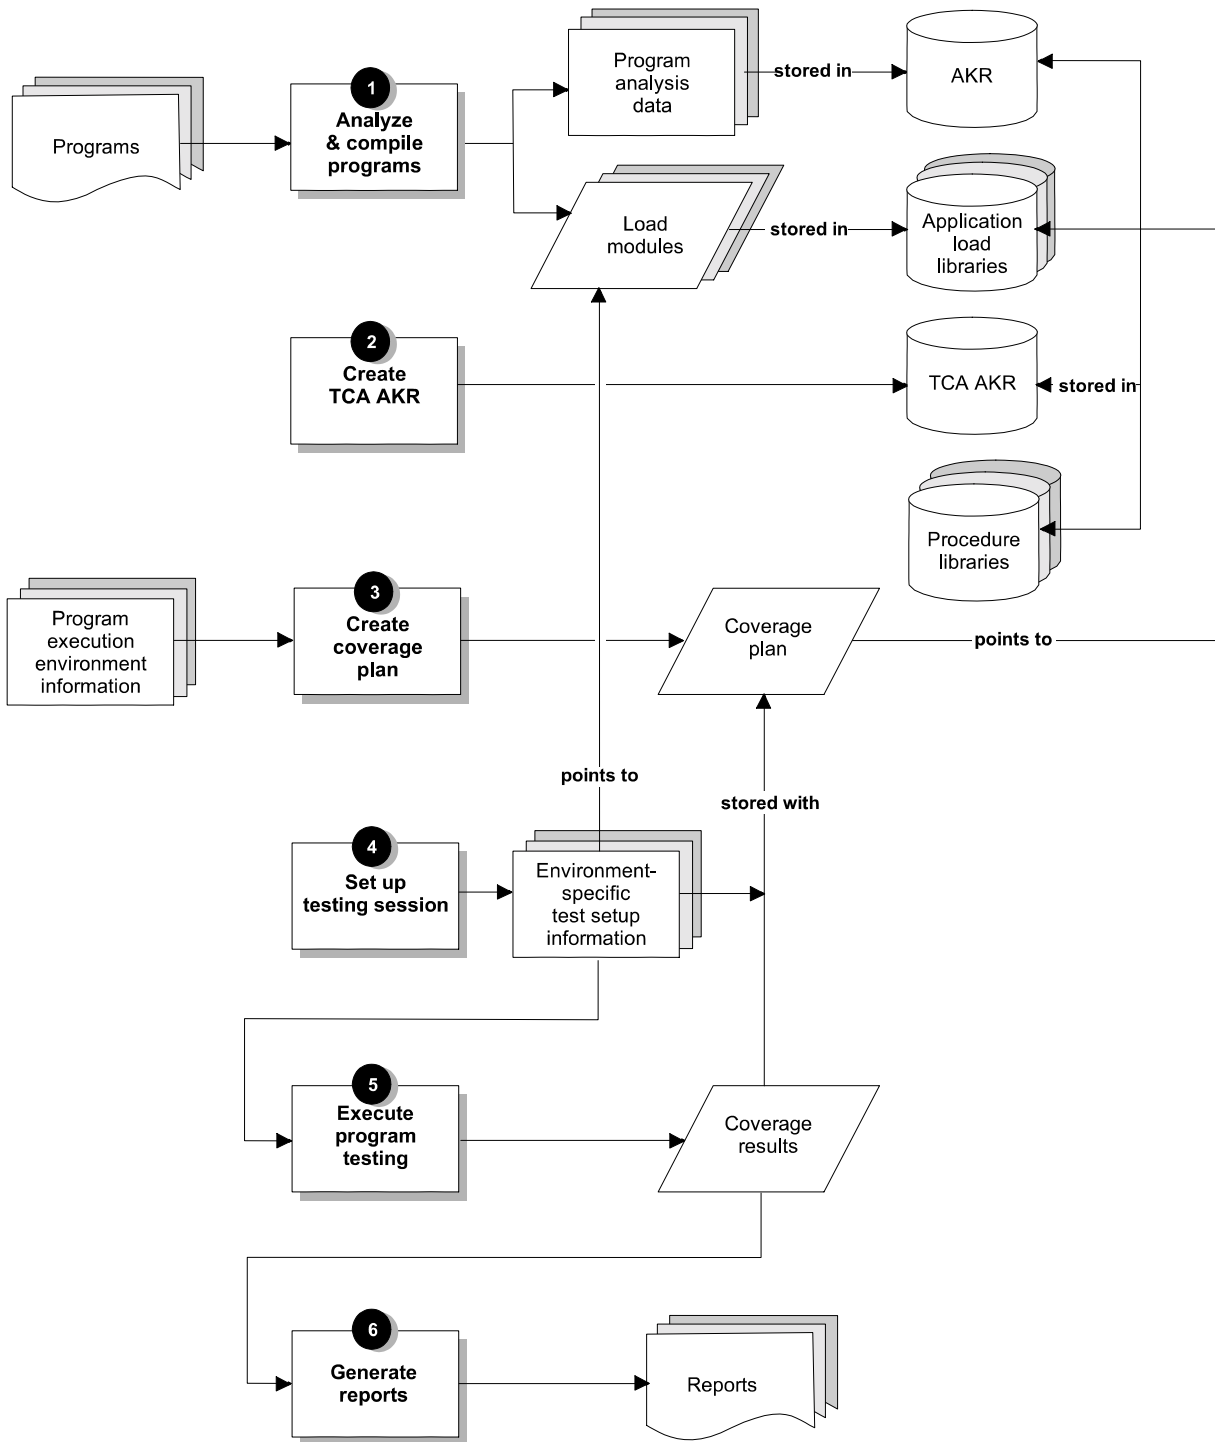 Programs
1
Analyze
& compile
programs
Program
analysis
data
stored in
AKR
Load
modules
stored in
Application
load
libraries
2
Create
TCA AKR
TCA AKR
stored in
Procedure
libraries
Program
execution
environment
information
3
Create
coverage
plan
Coverage
plan
points to
points to
stored with
4
Set up
testing session
Environment-
specific
test setup
information
5
Execute
program
testing
Coverage
results
6
Generate
reports
Reports